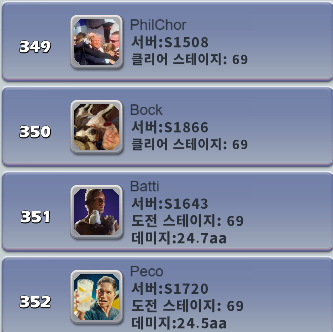 349
PhilChor
서버:S1508
클리어 스테이지: 69
350
Bock
서버:S1866
클리어 스테이지: 69
351
Batti
서버:S1643
도전 스테이지: 69
데미지:24.7aa
352
Peco
서버:S1720
도전 스테이지: 69
데미지:24.5aa